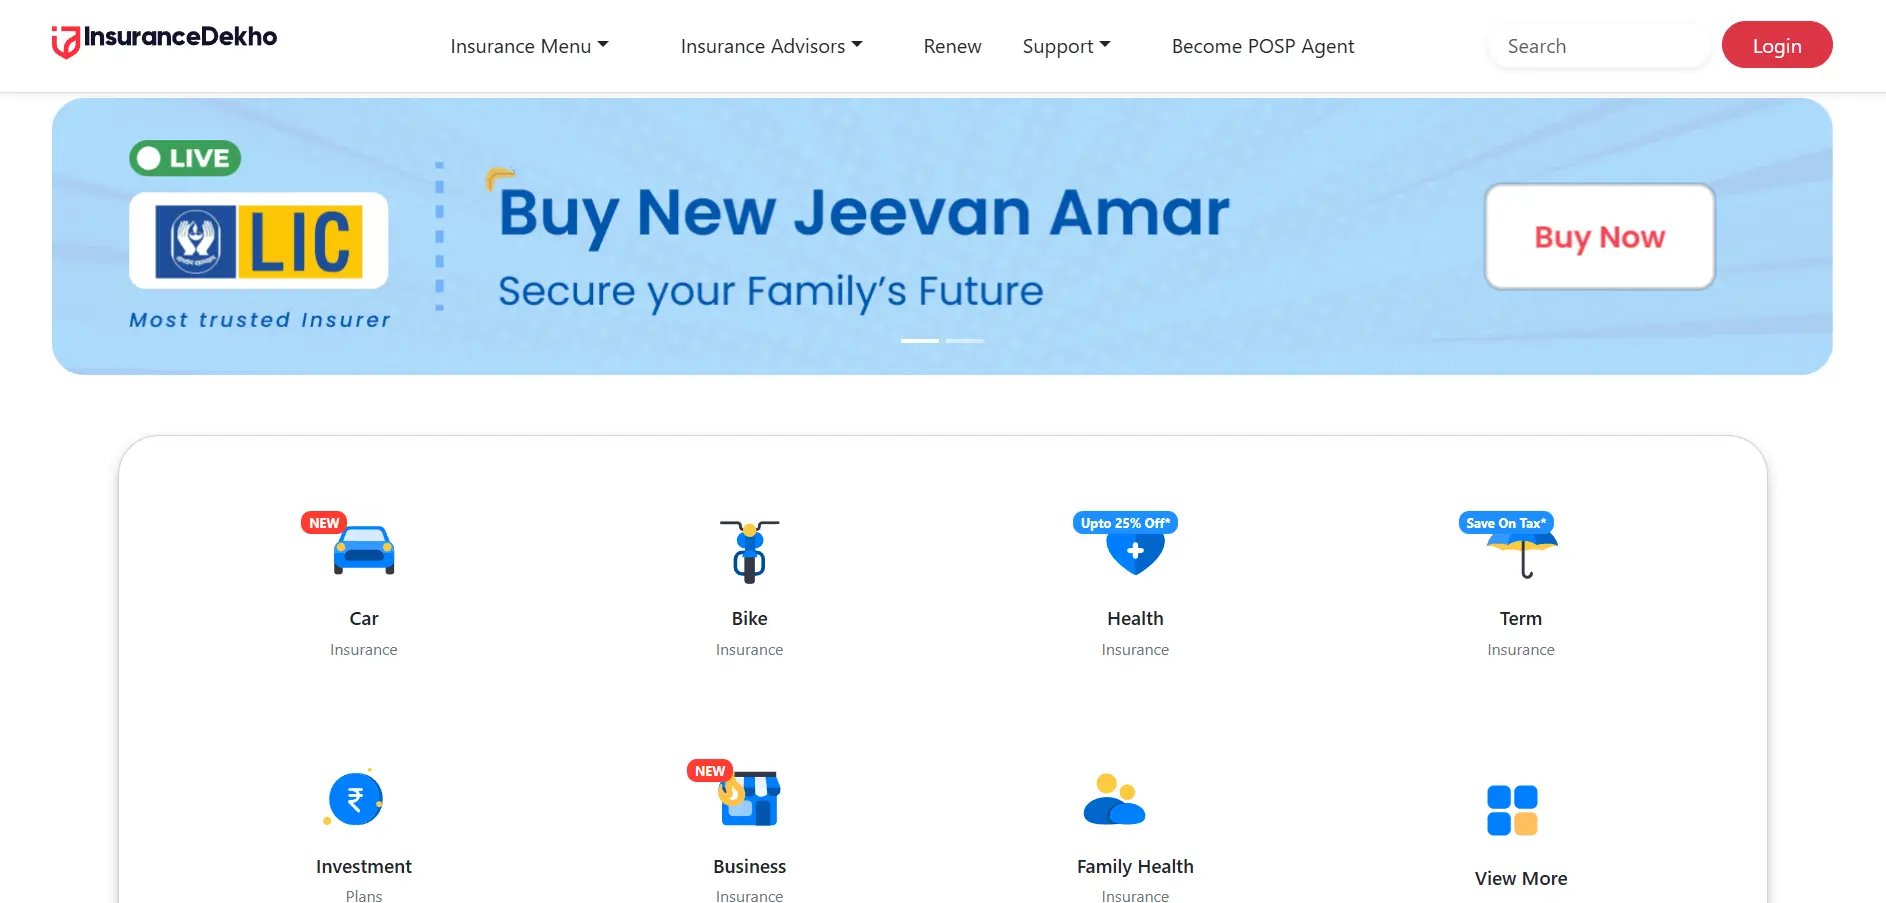 InsuranceDekho
Insurance Menu
Insurance Advisors
Renew
Support
Become POSP Agent
Search
Login
LIVE
LIC
Most trusted Insurer
Buy New Jeevan Amar
Secure your Family's Future
Buy Now
NEW
Car
Insurance
Bike
Insurance
Upto 25% Off*
Health
Insurance
Save On Tax*
Term
Insurance
₹
Investment
Plans
NEW
Business
Insurance
Family Health
Insurance
View More